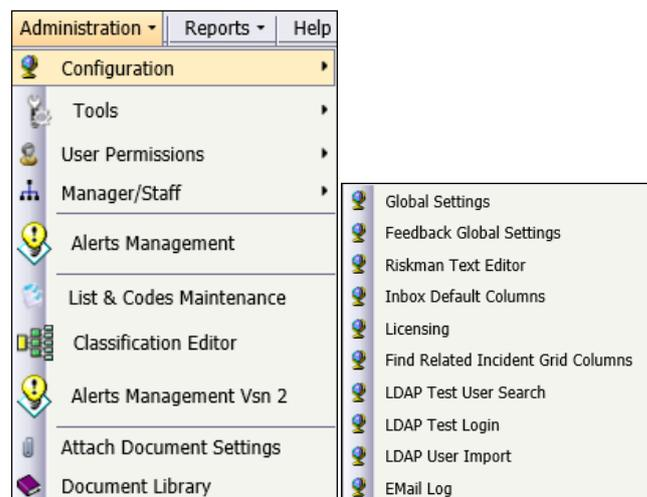 Administration Reports Help
Configuration
Tools
User Permissions
Manager/Staff
Alerts Management
List & Codes Maintenance
Classification Editor
Alerts Management Vsn 2
Attach Document Settings
Document Library
Global Settings
Feedback Global Settings
Riskman Text Editor
Inbox Default Columns
Licensing
Find Related Incident Grid Columns
LDAP Test User Search
LDAP Test Login
LDAP User Import
EMail Log